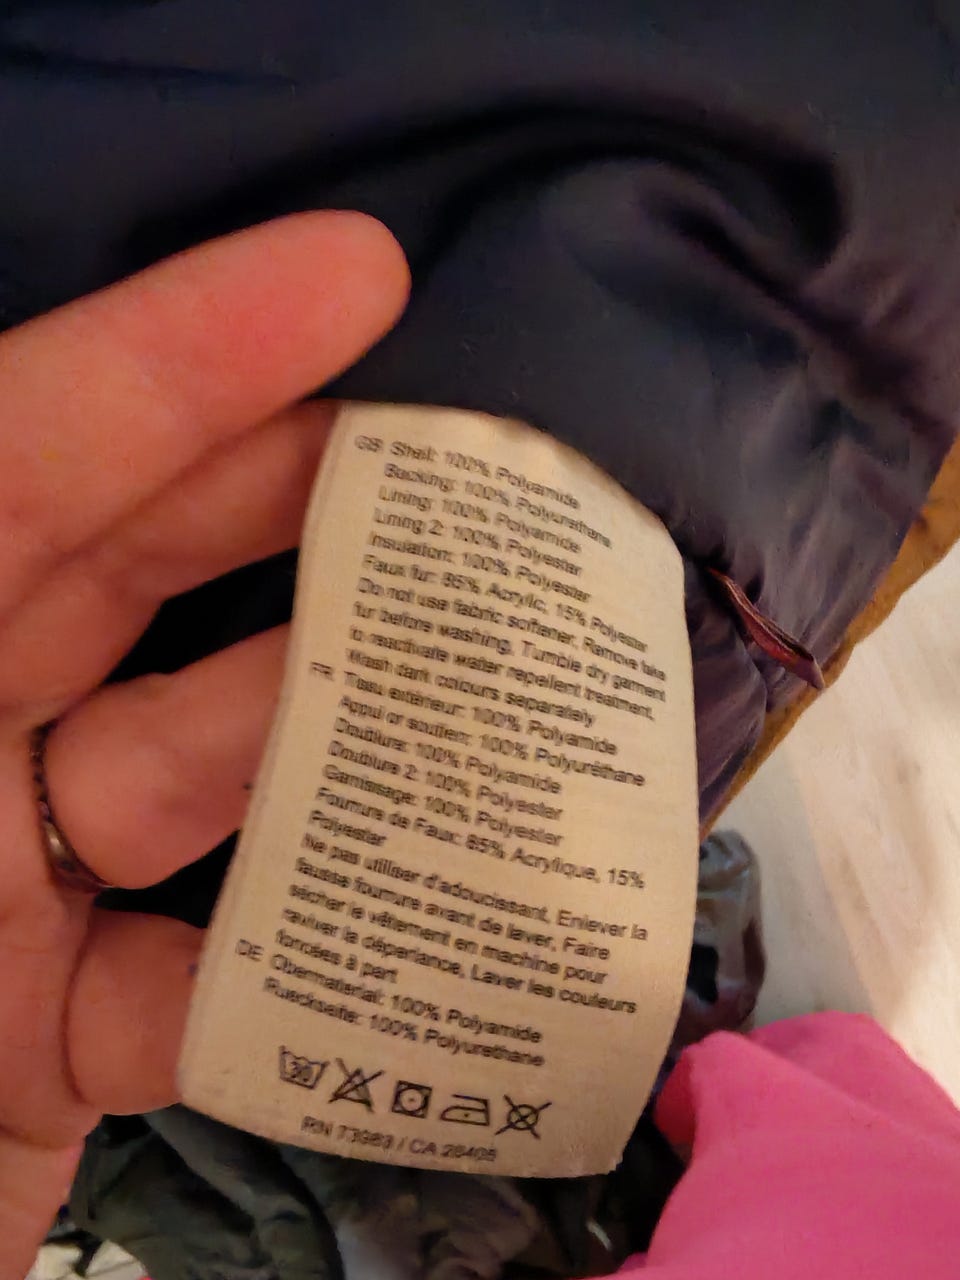 GB Shell: 100% Polyamide
Backing: 100% Polyurethane
Lining: 100% Polyamide
Lining 2: 100% Polyester
Insulation: 100% Polyester
Faux fur: 85% Acrylic, 15% Polyester
Do not use fabric softener, Remove fake
fur before washing, Tumble dry garment
to reactivate water repellent treatment,
Wash dark colours separately
FR Tissu extérieur: 100% Polyamide
Appui or soutien: 100% Polyuréthane
Doublure: 100% Polyamide
Doublure 2: 100% Polyester
Garnissage: 100% Polyester
Fourrure de Faux: 85% Acrylique, 15%
Polyester
Ne pas utiliser d'adoucissant, Enlever la
fausse fourrure avant de laver, Faire
sécher le vêtement en machine pour
raviver la déperlance, Laver les couleurs
foncées à part
DE Obermaterial: 100% Polyamide
Rueckseite: 100% Polyurethane
30
RN 73983 / CA 28405